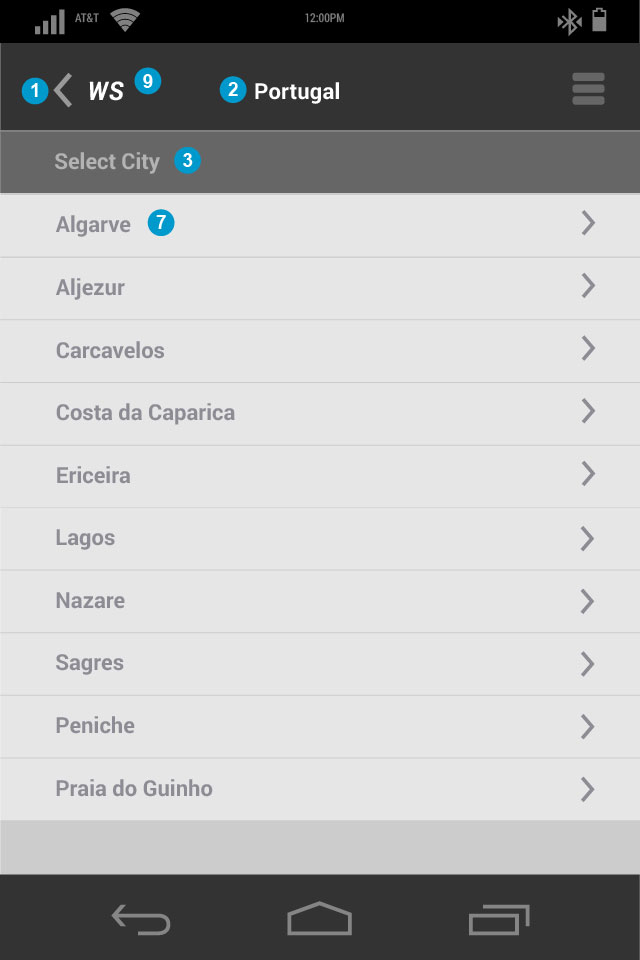 AT&T 12:00PM
1 WS 9 2 Portugal
Select City 3
Algarve 7
Aljezur
Carcavelos
Costa da Caparica
Ericeira
Lagos
Nazare
Sagres
Peniche
Praia do Guinho